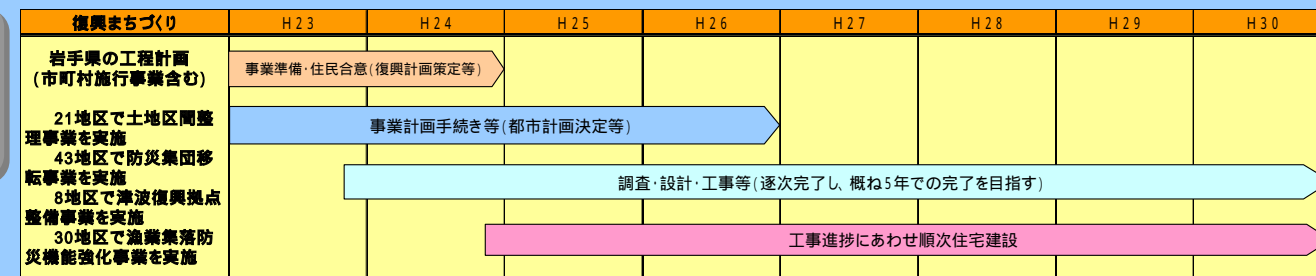 復興まちづくり H23 H24 H25 H26 H27 H28 H29 H30
岩手県の工程計画
(市町村施行事業含む)
事業準備・住民合意(復興計画策定等)
21地区で土地区間整
理事業を実施
事業計画手続き等(都市計画決定等)
43地区で防災集団移
転事業を実施
調査・設計・工事等(逐次完了し、概ね5年での完了を目指す)
8地区で津波復興拠点
整備事業を実施
30地区で漁業集落防
災機能強化事業を実施
工事進捗にあわせ順次住宅建設